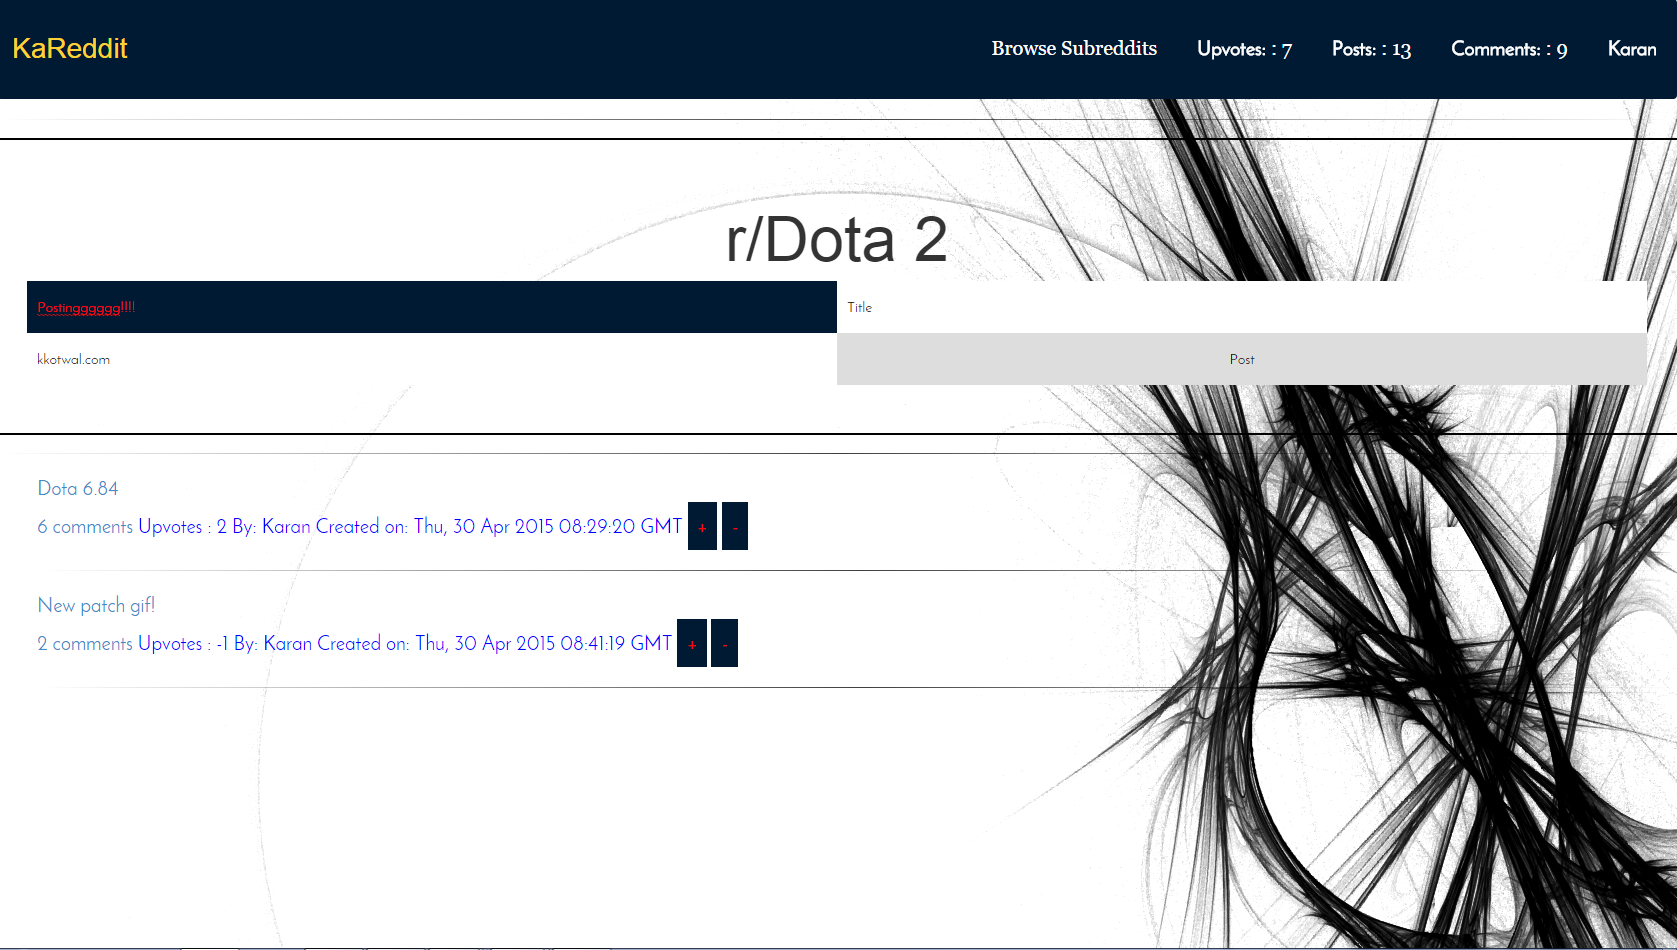 KaReddit Browse Subreddits Upvotes: : 7 Posts: : 13 Comments: : 9 Karan
r/Dota 2
Postingggggg!!!! Title
kkotwal.com Post
Dota 6.84
6 comments Upvotes : 2 By: Karan Created on: Thu, 30 Apr 2015 08:29:20 GMT + -
New patch gif!
2 comments Upvotes : -1 By: Karan Created on: Thu, 30 Apr 2015 08:41:19 GMT + -